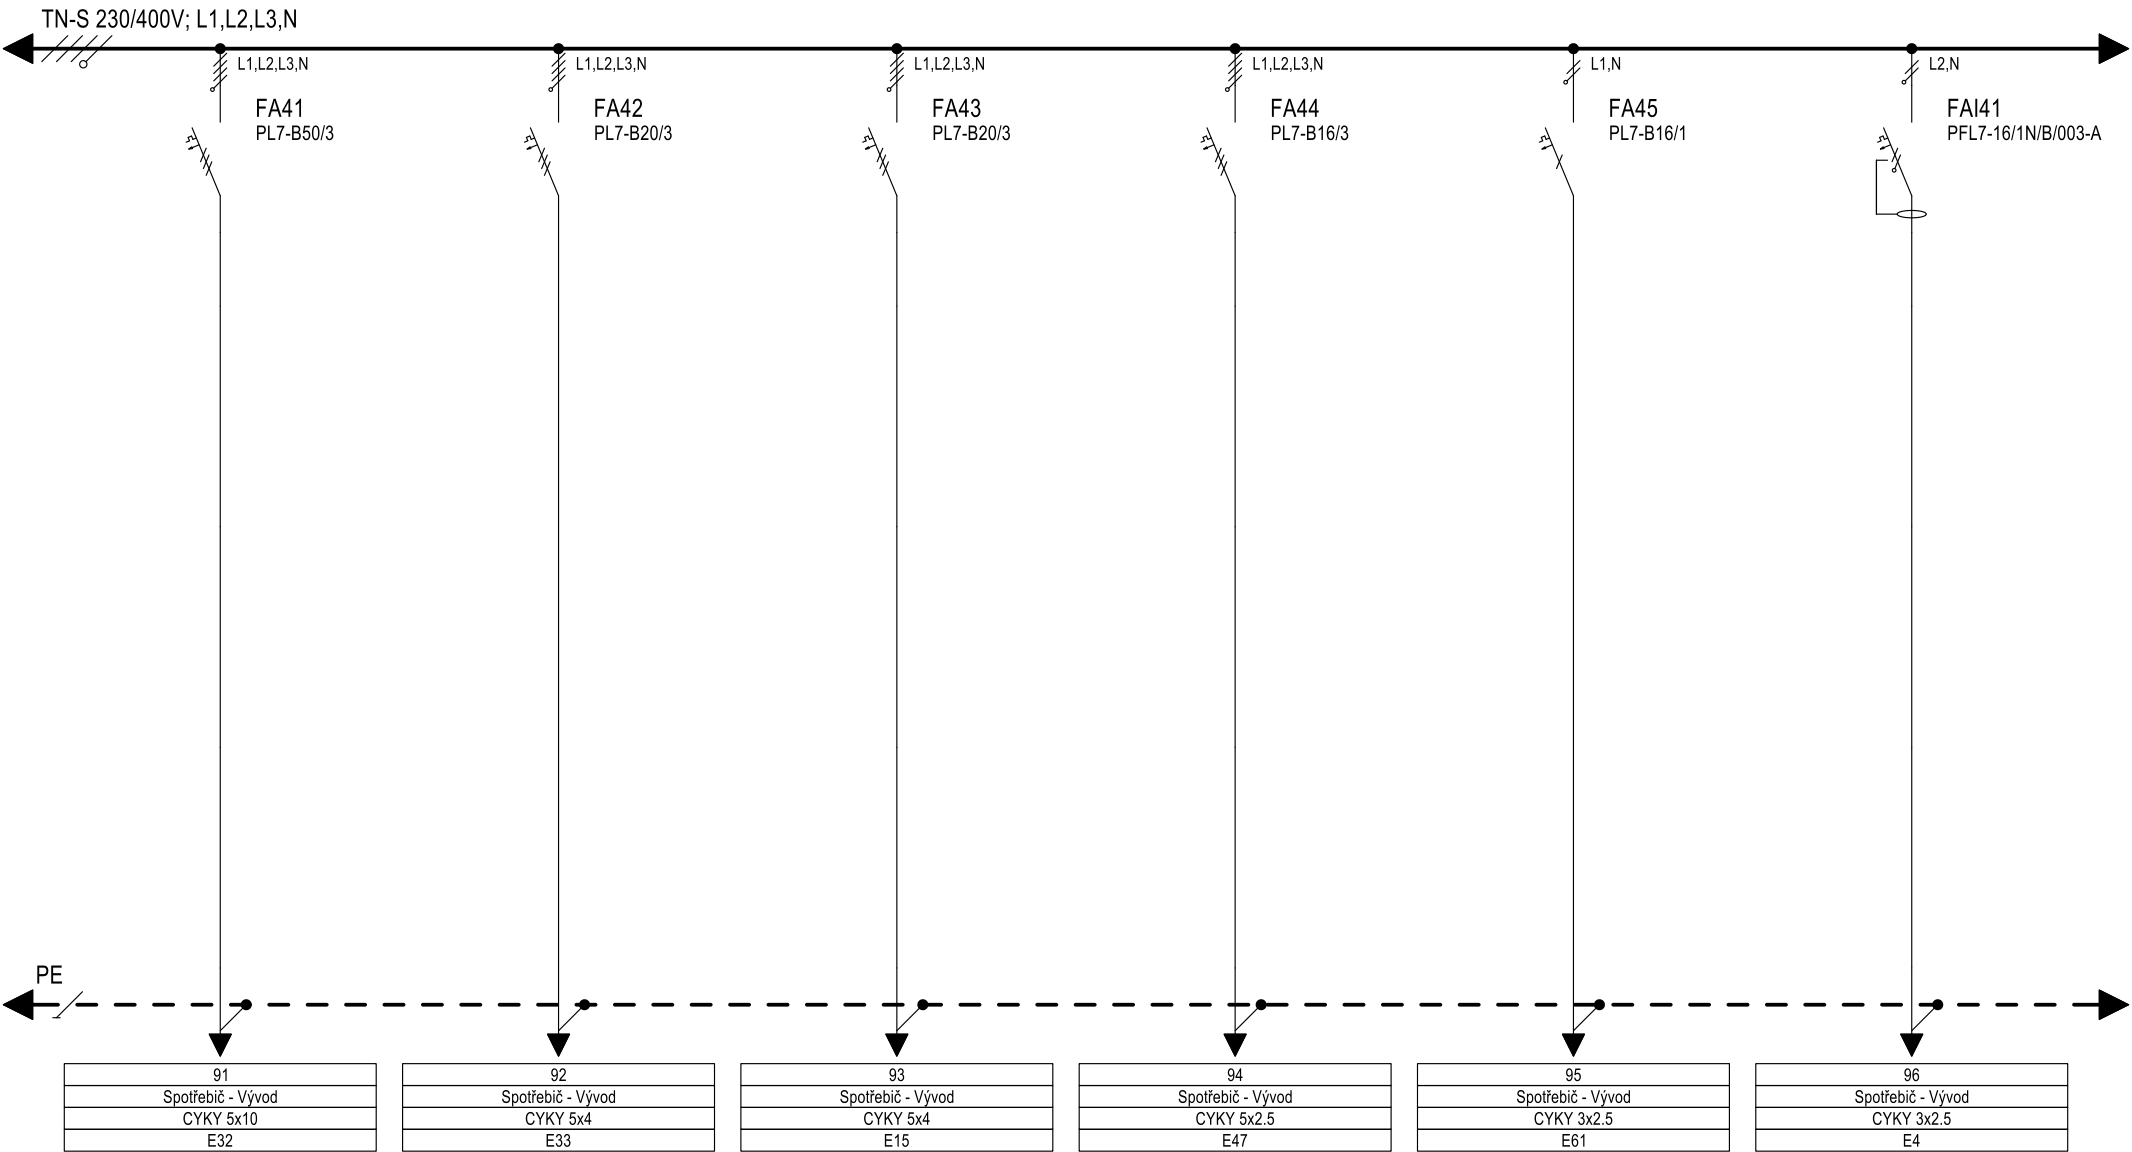 TN-S 230/400V; L1,L2,L3,N
L1,L2,L3,N
FA41
PL7-B50/3
L1,L2,L3,N
FA42
PL7-B20/3
L1,L2,L3,N
FA43
PL7-B20/3
L1,L2,L3,N
FA44
PL7-B16/3
L1,N
FA45
PL7-B16/1
L2,N
FAI41
PFL7-16/1N/B/003-A
PE
91
Spotřebič - Vývod
CYKY 5x10
E32
92
Spotřebič - Vývod
CYKY 5x4
E33
93
Spotřebič - Vývod
CYKY 5x4
E15
94
Spotřebič - Vývod
CYKY 5x2.5
E47
95
Spotřebič - Vývod
CYKY 3x2.5
E61
96
Spotřebič - Vývod
CYKY 3x2.5
E4